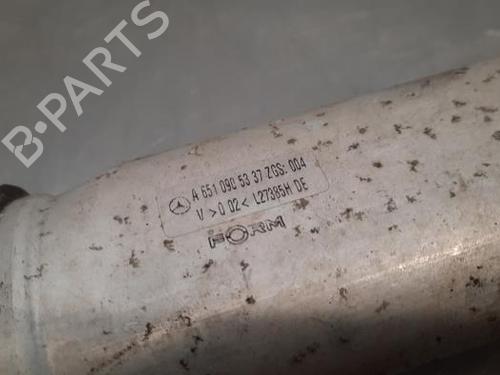 B-PARTS
A 651 090 53 37 ZGS: 004
V > 0 02 < L27385H DE
FORM